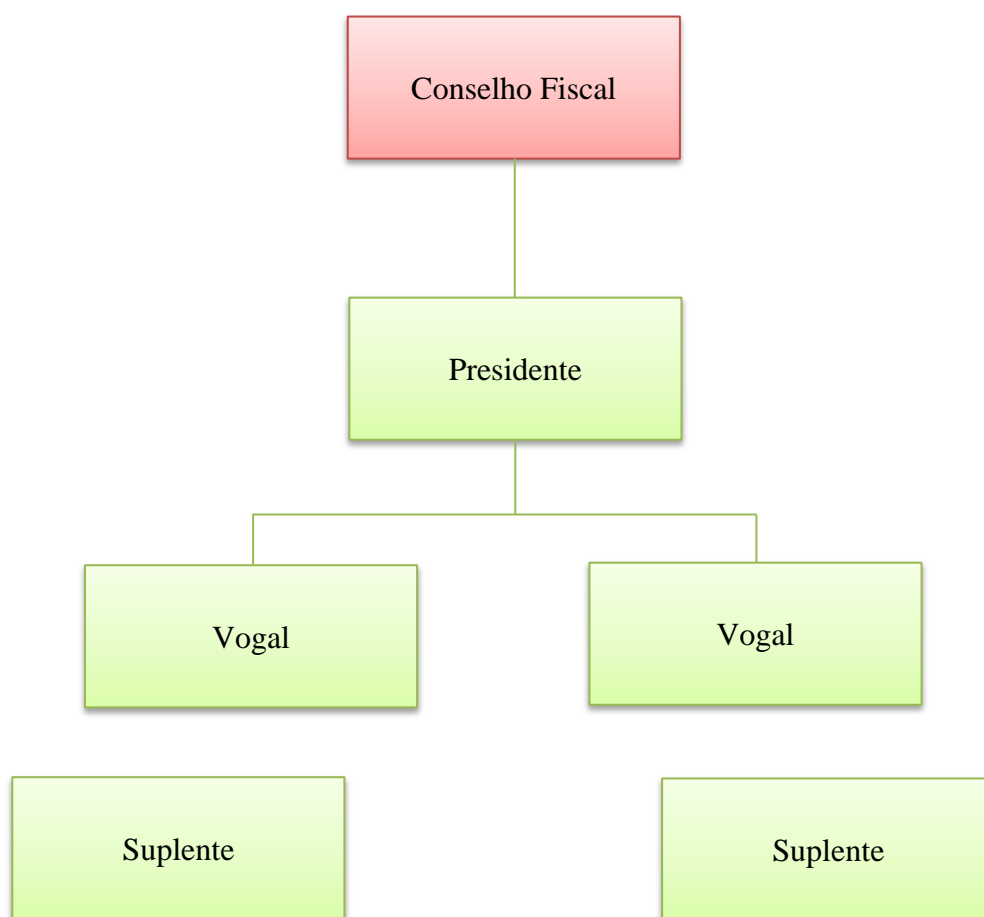 Conselho Fiscal
Presidente
Vogal
Vogal
Suplente
Suplente